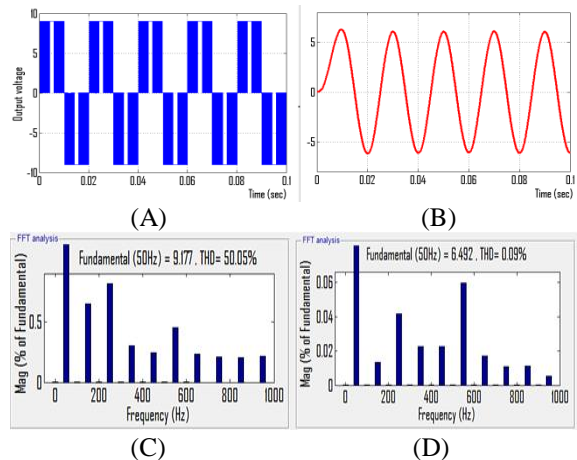 10
5
0
-5
-10
Output voltage
0 0.02 0.04 0.06 0.08 0.1
Time (sec)
(A)
5
0
-5
0 0.02 0.04 0.06 0.08 0.1
Time (sec)
(B)
FFT analysis
Fundamental (50Hz) = 9.177 , THD= 50.05%
Mag (% of Fundamental)
0.5
0
0 200 400 600 800 1000
Frequency (Hz)
(C)
FFT analysis
Fundamental (50Hz) = 6.492 , THD= 0.09%
Mag (% of Fundamental)
0.06
0.04
0.02
0
0 200 400 600 800 1000
Frequency (Hz)
(D)